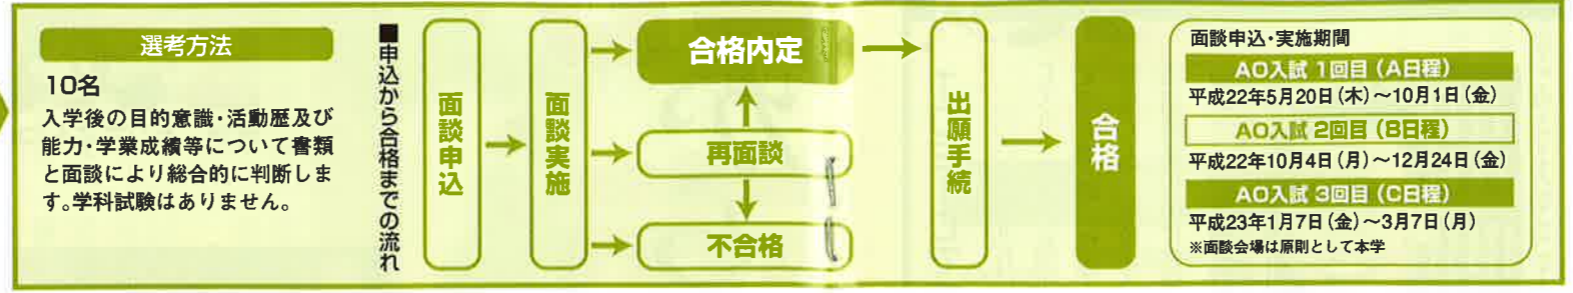 選考方法
10名
入学後の目的意識・活動歴及び
能力・学業成績等について書類
と面談により総合的に判断しま
す。学科試験はありません。
■申込から合格までの流れ
面談申込
面談実施
合格内定
再面談
不合格
出願手続
合格
面談申込・実施期間
AO入試 1回目（A日程）
平成22年5月20日（木）～10月1日（金）
AO入試 2回目（B日程）
平成22年10月4日（月）～12月24日（金）
AO入試 3回目（C日程）
平成23年1月7日（金）～3月7日（月）
※面談会場は原則として本学